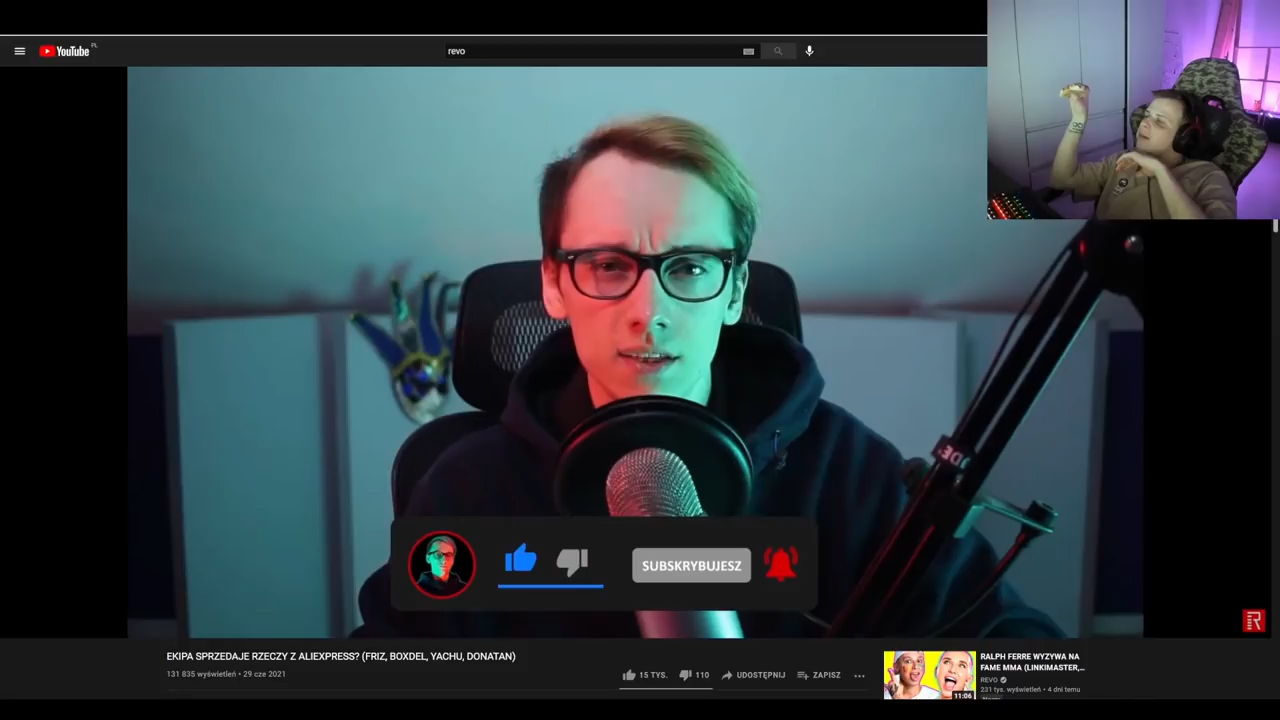 YouTube PL
revo
SUBSKRYBUJESZ
R
EKIPA SPRZEDAJE RZECZY Z ALIEXPRESS? (FRIZ, BOXDEL, YACHU, DONATAN)
131 835 wyświetleń • 29 cze 2021
15 TYS.
110
UDOSTĘPNIJ
ZAPISZ
11:06
RALPH FERRE WYZYWA NA
FAME MMA (LINKIMASTER,...
REVO
231 tys. wyświetleń • 4 dni temu